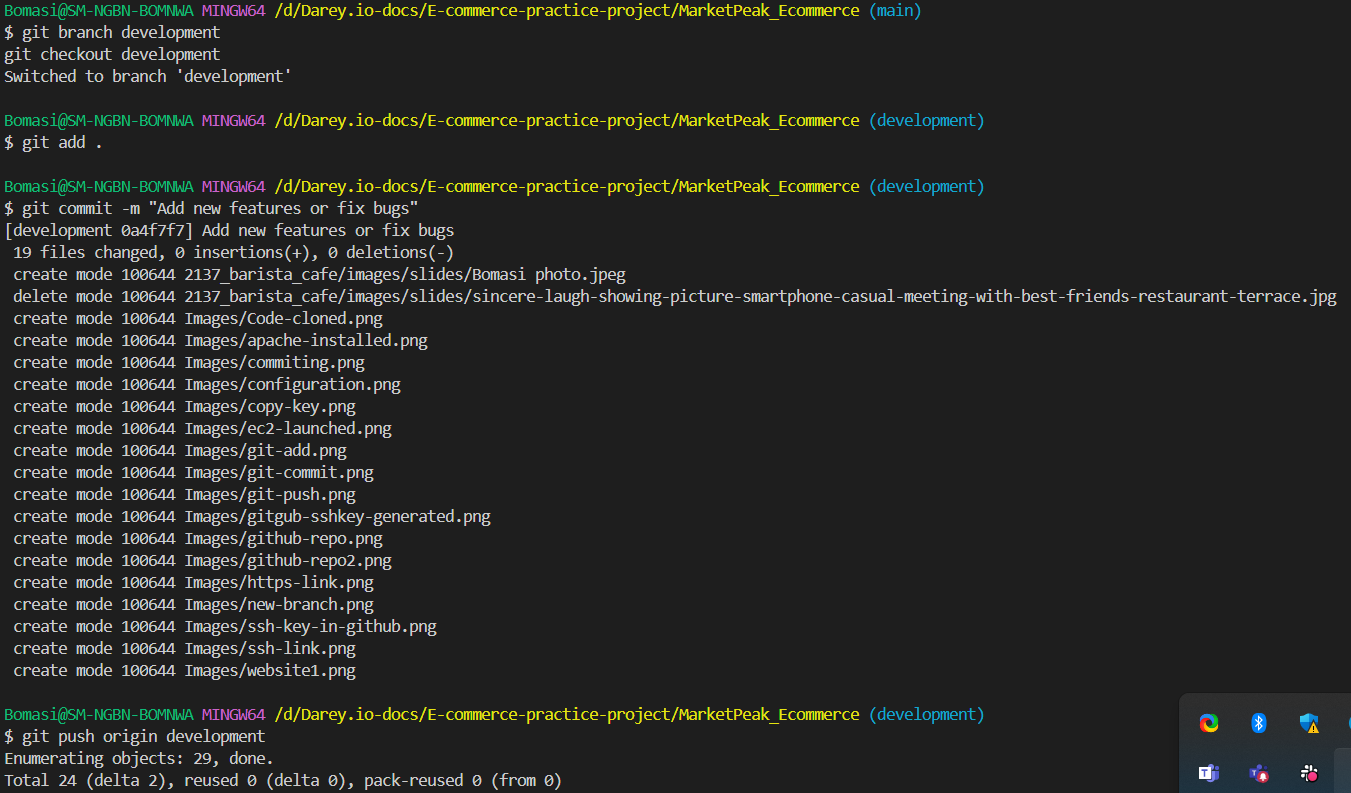 Bomasi@SM-NGBN-BOMNWA MINGW64 /d/Darey.io-docs/E-commerce-practice-project/MarketPeak_Ecommerce (main)
$ git branch development
git checkout development
Switched to branch 'development'
Bomasi@SM-NGBN-BOMNWA MINGW64 /d/Darey.io-docs/E-commerce-practice-project/MarketPeak_Ecommerce (development)
$ git add .
Bomasi@SM-NGBN-BOMNWA MINGW64 /d/Darey.io-docs/E-commerce-practice-project/MarketPeak_Ecommerce (development)
$ git commit -m "Add new features or fix bugs"
[development 0a4f7f7] Add new features or fix bugs
 19 files changed, 0 insertions(+), 0 deletions(-)
 create mode 100644 2137_barista_cafe/images/slides/Bomasi photo.jpeg
 delete mode 100644 2137_barista_cafe/images/slides/sincere-laugh-showing-picture-smartphone-casual-meeting-with-best-friends-restaurant-terrace.jpg
 create mode 100644 Images/Code-cloned.png
 create mode 100644 Images/apache-installed.png
 create mode 100644 Images/commiting.png
 create mode 100644 Images/configuration.png
 create mode 100644 Images/copy-key.png
 create mode 100644 Images/ec2-launched.png
 create mode 100644 Images/git-add.png
 create mode 100644 Images/git-commit.png
 create mode 100644 Images/git-push.png
 create mode 100644 Images/gitgub-sshkey-generated.png
 create mode 100644 Images/github-repo.png
 create mode 100644 Images/github-repo2.png
 create mode 100644 Images/https-link.png
 create mode 100644 Images/new-branch.png
 create mode 100644 Images/ssh-key-in-github.png
 create mode 100644 Images/ssh-link.png
 create mode 100644 Images/website1.png
Bomasi@SM-NGBN-BOMNWA MINGW64 /d/Darey.io-docs/E-commerce-practice-project/MarketPeak_Ecommerce (development)
$ git push origin development
Enumerating objects: 29, done.
Total 24 (delta 2), reused 0 (delta 0), pack-reused 0 (from 0)